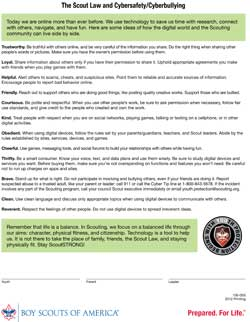 The Scout Law and Cybersafety/Cyberbullying
Today we are online more than ever before. We use technology to save us time with research, connect
with others, navigate, and have fun. Here are some ideas of how the digital world and the Scouting
community can live side by side.
Trustworthy. Be truthful with others online, and be very careful of the information you share. Do the right thing when sharing other
people's words or pictures. Make sure you have the owner's permission before using them.
Loyal. Share information about others only if you have their permission to share it. Uphold appropriate agreements you make
with friends when you play games with them.
Helpful. Alert others to scams, cheats, and suspicious sites. Point them to reliable and accurate sources of information.
Encourage people to report bad behavior online.
Friendly. Reach out to support others who are doing good things, like posting quality creative works. Support those who are bullied.
Courteous. Be polite and respectful. When you use other people's work, be sure to ask permission when necessary, follow fair
use standards, and give credit to the people who created and own the work.
Kind. Treat people with respect when you are on social networks, playing games, talking or texting on a cellphone, or in other
digital activities.
Obedient. When using digital devices, follow the rules set by your parents/guardians, teachers, and Scout leaders. Abide by the
rules established by sites, services, devices, and games.
Cheerful. Use games, messaging tools, and social forums to build your relationships with others while having fun.
Thrifty. Be a smart consumer. Know your voice, text, and data plans and use them wisely. Be sure to study digital devices and
services you want. Before buying them, make sure you're not overspending on functions and features you won't need. Be careful
not to run up charges on apps and sites.
Brave. Stand up for what is right. Do not participate in mocking and bullying others, even if your friends are doing it. Report
suspected abuse to a trusted adult, like your parent or leader; call 911 or call the Cyber Tip line at 1-800-843-5678. If the incident
involves any part of the Scouting program, call your council Scout executive immediately or email youth.protection@scouting.org.
Clean. Use clean language and discuss only appropriate topics when using digital devices to communicate with others.
Reverent. Respect the feelings of other people. Do not use digital devices to spread irreverent ideas.
Remember that life is a balance. In Scouting, we focus on a balanced life through
our aims: character, physical fitness, and citizenship. Technology is a tool to help
us. It is not there to take the place of family, friends, the Scout Law, and staying
physically fit. Stay ScoutSTRONG!
Youth
Parent
Leader
2012 Printing
BOY SCOUTS OF AMERICA
Prepared. For Life.